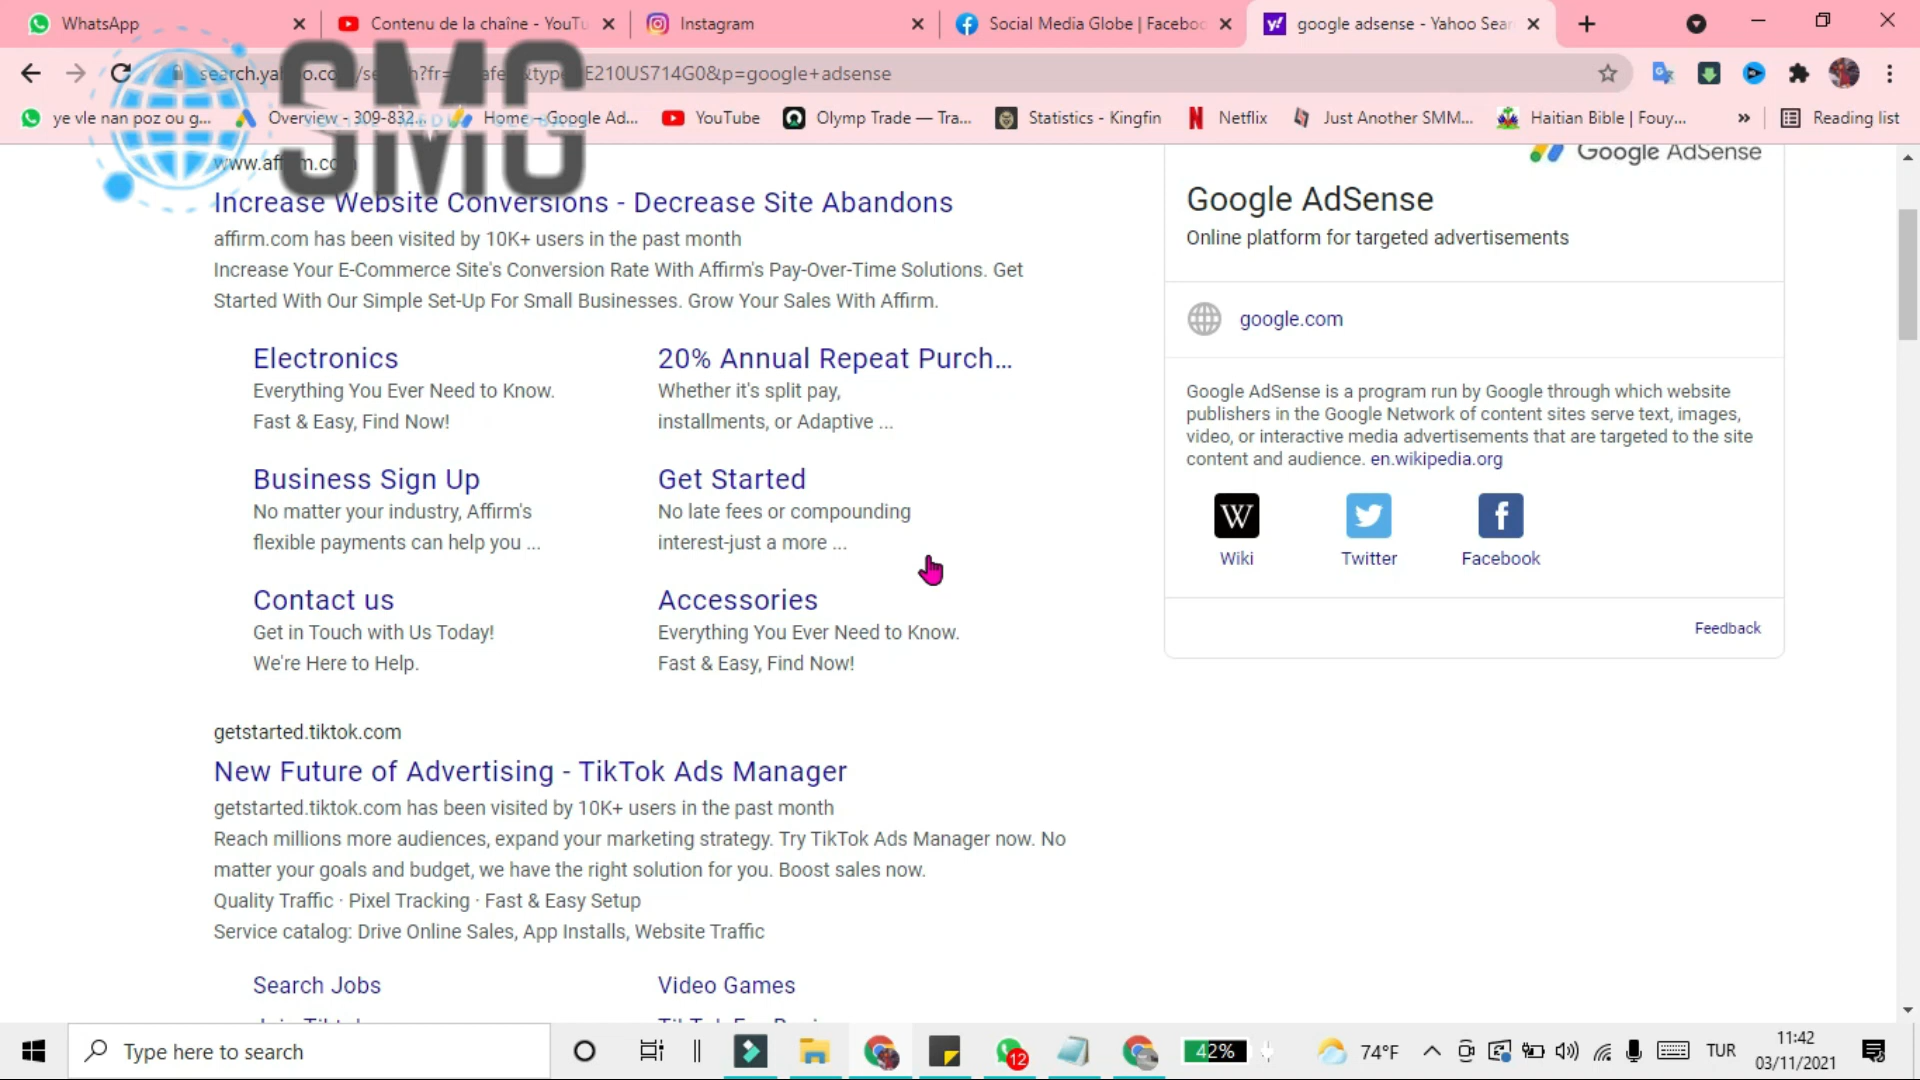 WhatsApp
Contenu de la chaîne - YouTu
Instagram
Social Media Globe | Faceboo
google adsense - Yahoo Sear
&type E210US714G0&p=google+adsense
ye vle nan poz ou g...
Overview - 309-832...
Home - Google Ad...
YouTube
Olymp Trade — Tra...
Statistics - Kingfin
Netflix
Just Another SMM...
Haitian Bible | Fouy...
»
Reading list
SMG
Increase Website Conversions - Decrease Site Abandons
affirm.com has been visited by 10K+ users in the past month
Increase Your E-Commerce Site's Conversion Rate With Affirm's Pay-Over-Time Solutions. Get
Started With Our Simple Set-Up For Small Businesses. Grow Your Sales With Affirm.
Electronics
Everything You Ever Need to Know.
Fast & Easy, Find Now!
20% Annual Repeat Purch...
Whether it's split pay,
installments, or Adaptive ...
Business Sign Up
No matter your industry, Affirm's
flexible payments can help you ...
Get Started
No late fees or compounding
interest-just a more ...
Contact us
Get in Touch with Us Today!
We're Here to Help.
Accessories
Everything You Ever Need to Know.
Fast & Easy, Find Now!
getstarted.tiktok.com
New Future of Advertising - TikTok Ads Manager
getstarted.tiktok.com has been visited by 10K+ users in the past month
Reach millions more audiences, expand your marketing strategy. Try TikTok Ads Manager now. No
matter your goals and budget, we have the right solution for you. Boost sales now.
Quality Traffic · Pixel Tracking · Fast & Easy Setup
Service catalog: Drive Online Sales, App Installs, Website Traffic
Search Jobs
Video Games
Google AdSense
Google AdSense
Online platform for targeted advertisements
google.com
Google AdSense is a program run by Google through which website
publishers in the Google Network of content sites serve text, images,
video, or interactive media advertisements that are targeted to the site
content and audience. en.wikipedia.org
W
Wiki
Twitter
Facebook
Feedback
Type here to search
12
42%
74°F
TUR
11:42
03/11/2021